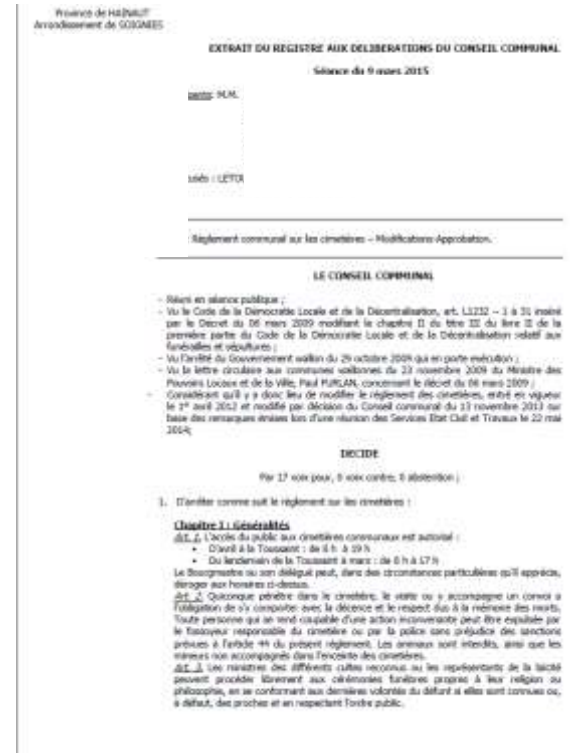 Province de HAINAUT
Arrondissement de SOIGNIES
EXTRAIT DU REGISTRE AUX DELIBERATIONS DU CONSEIL COMMUNAL
Séance du 9 mars 2015
M.M.
Règlement communal sur les cimetières – Modifications-Approbation.
LE CONSEIL COMMUNAL
- Réuni en séance publique ;
- Vu le Code de la Démocratie Locale et de la Décentralisation, art. L1232 – 1 à 31 inséré
par le Décret du 06 mars 2009 modifiant le chapitre II du titre III du livre II de la
première partie du Code de la Démocratie Locale et de la Décentralisation relatif aux
funérailles et sépultures ;
- Vu l'arrêté du Gouvernement wallon du 29 octobre 2009 qui en porte exécution ;
- Vu la lettre circulaire aux communes wallonnes du 23 novembre 2009 du Ministre des
Pouvoirs Locaux et de la Ville, Paul FURLAN, concernant le décret du 06 mars 2009 ;
- Considérant qu'il y a donc lieu de modifier le règlement des cimetières, entré en vigueur
le 1er avril 2012 et modifié par décision du Conseil communal du 13 novembre 2013 sur
base des remarques émises lors d'une réunion des Services Etat Civil et Travaux le 22 mai
2014;
DECIDE
Par 17 voix pour, 0 voix contre, 0 abstention ;
1. D'arrêter comme suit le règlement sur les cimetières :
Chapitre 1 : Généralités
Art. 1. L'accès du public aux cimetières communaux est autorisé :
• D'avril à la Toussaint : de 8 h à 19 h
• Du lendemain de la Toussaint à mars : de 8 h à 17 h
Le Bourgmestre ou son délégué peut, dans des circonstances particulières qu'il apprécie,
déroger aux horaires ci-dessus.
Art. 2. Quiconque pénètre dans le cimetière, le visite ou y accompagne un convoi a
l'obligation de s'y comporter avec la décence et le respect dus à la mémoire des morts.
Toute personne qui se rend coupable d'une action inconvenante peut être expulsée par
le fossoyeur responsable du cimetière ou par la police sans préjudice des sanctions
prévues à l'article 44 du présent règlement. Les animaux sont interdits, ainsi que les
mineurs non accompagnés dans l'enceinte des cimetières.
Art. 3. Les ministres des différents cultes reconnus ou les représentants de la laïcité
peuvent procéder librement aux cérémonies funèbres propres à leur religion ou
philosophie, en se conformant aux dernières volontés du défunt si elles sont connues ou,
à défaut, des proches et en respectant l'ordre public.